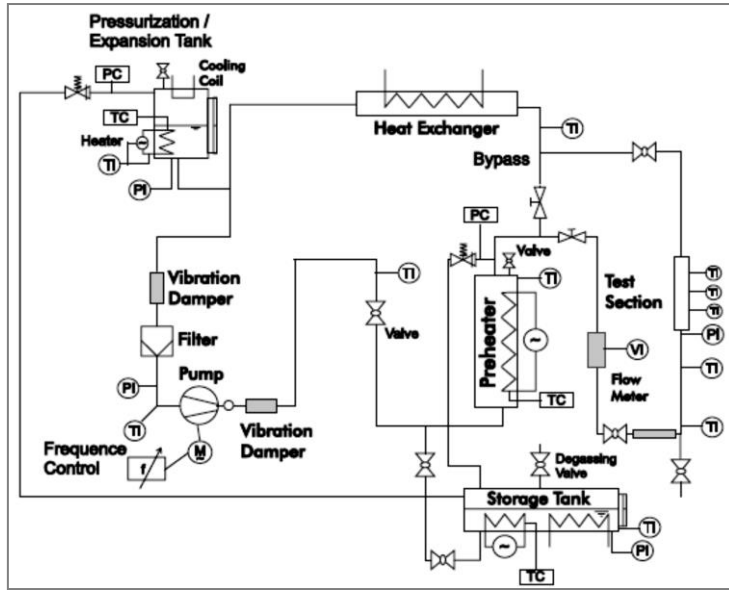 Pressurization /
Expansion Tank
PC
Cooling
Coil
TC
Heater
~
TI
PI
Heat Exchanger
TI
Bypass
PC
Valve
TI
TI
Vibration
Damper
Valve
Test
Section
TI
TI
TI
PI
Filter
Preheater
~
VI
Flow
Meter
TI
PI
Pump
TC
TI
Vibration
Damper
TI
Frequence
Control
f
M
~
Degassing
Valve
Storage Tank
TI
~
PI
TC